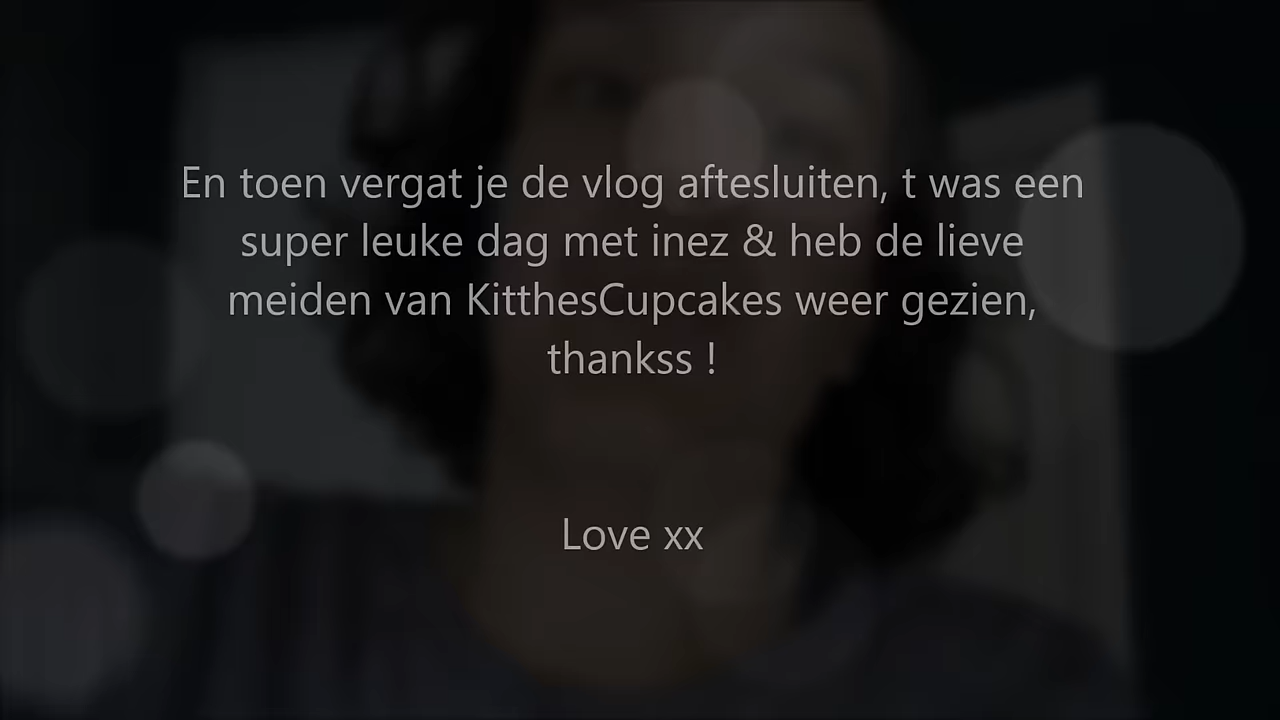 En toen vergat je de vlog aftesluiten, t was een
super leuke dag met inez & heb de lieve
meiden van KitthesCupcakes weer gezien,
thankss !
Love xx